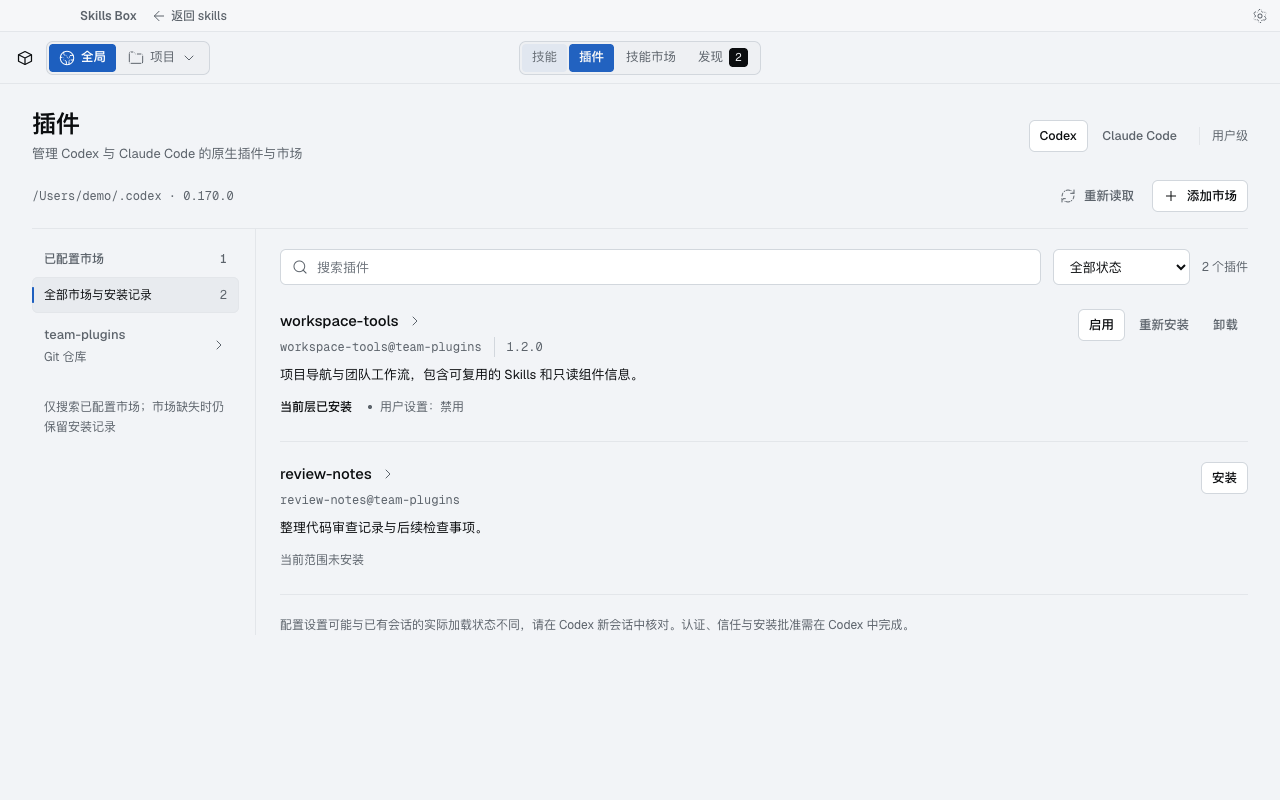 Skills Box
返回 skills
全局
项目
技能
插件
技能市场
发现 2
插件
管理 Codex 与 Claude Code 的原生插件与市场
Codex
Claude Code
用户级
/Users/demo/.codex · 0.170.0
重新读取
添加市场
已配置市场 1
全部市场与安装记录 2
team-plugins
Git 仓库
仅搜索已配置市场；市场缺失时仍
保留安装记录
搜索插件
全部状态
2 个插件
workspace-tools
启用
重新安装
卸载
workspace-tools@team-plugins
1.2.0
项目导航与团队工作流，包含可复用的 Skills 和只读组件信息。
当前层已安装 • 用户设置：禁用
review-notes
安装
review-notes@team-plugins
整理代码审查记录与后续检查事项。
当前范围未安装
配置设置可能与已有会话的实际加载状态不同，请在 Codex 新会话中核对。认证、信任与安装批准需在 Codex 中完成。